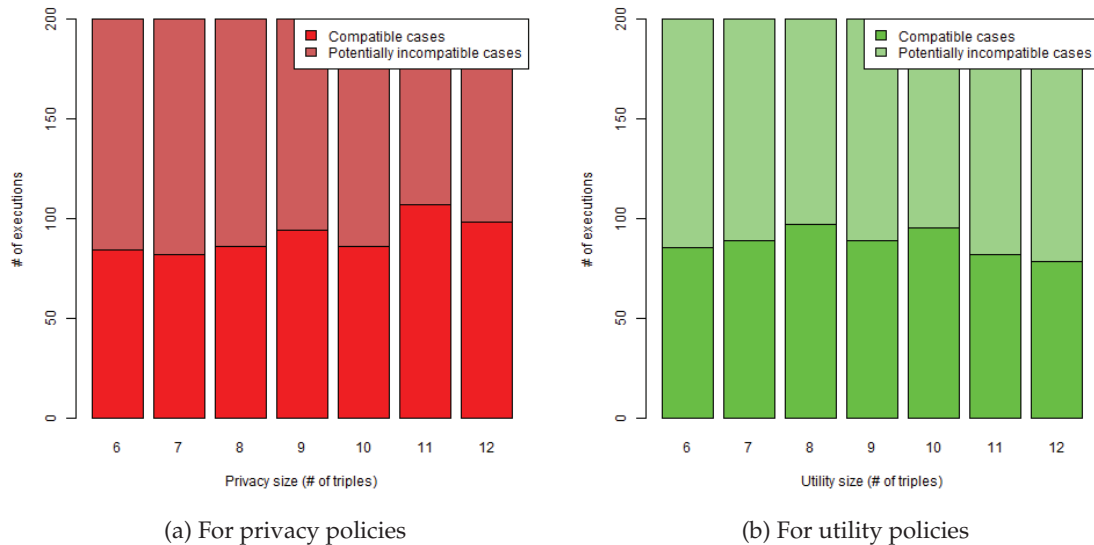 Compatible cases
Potentially incompatible cases
200
150
100
50
0
# of executions
6 7 8 9 10 11 12
Privacy size (# of triples)
(a) For privacy policies
Compatible cases
Potentially incompatible cases
200
150
100
50
0
# of executions
6 7 8 9 10 11 12
Utility size (# of triples)
(b) For utility policies